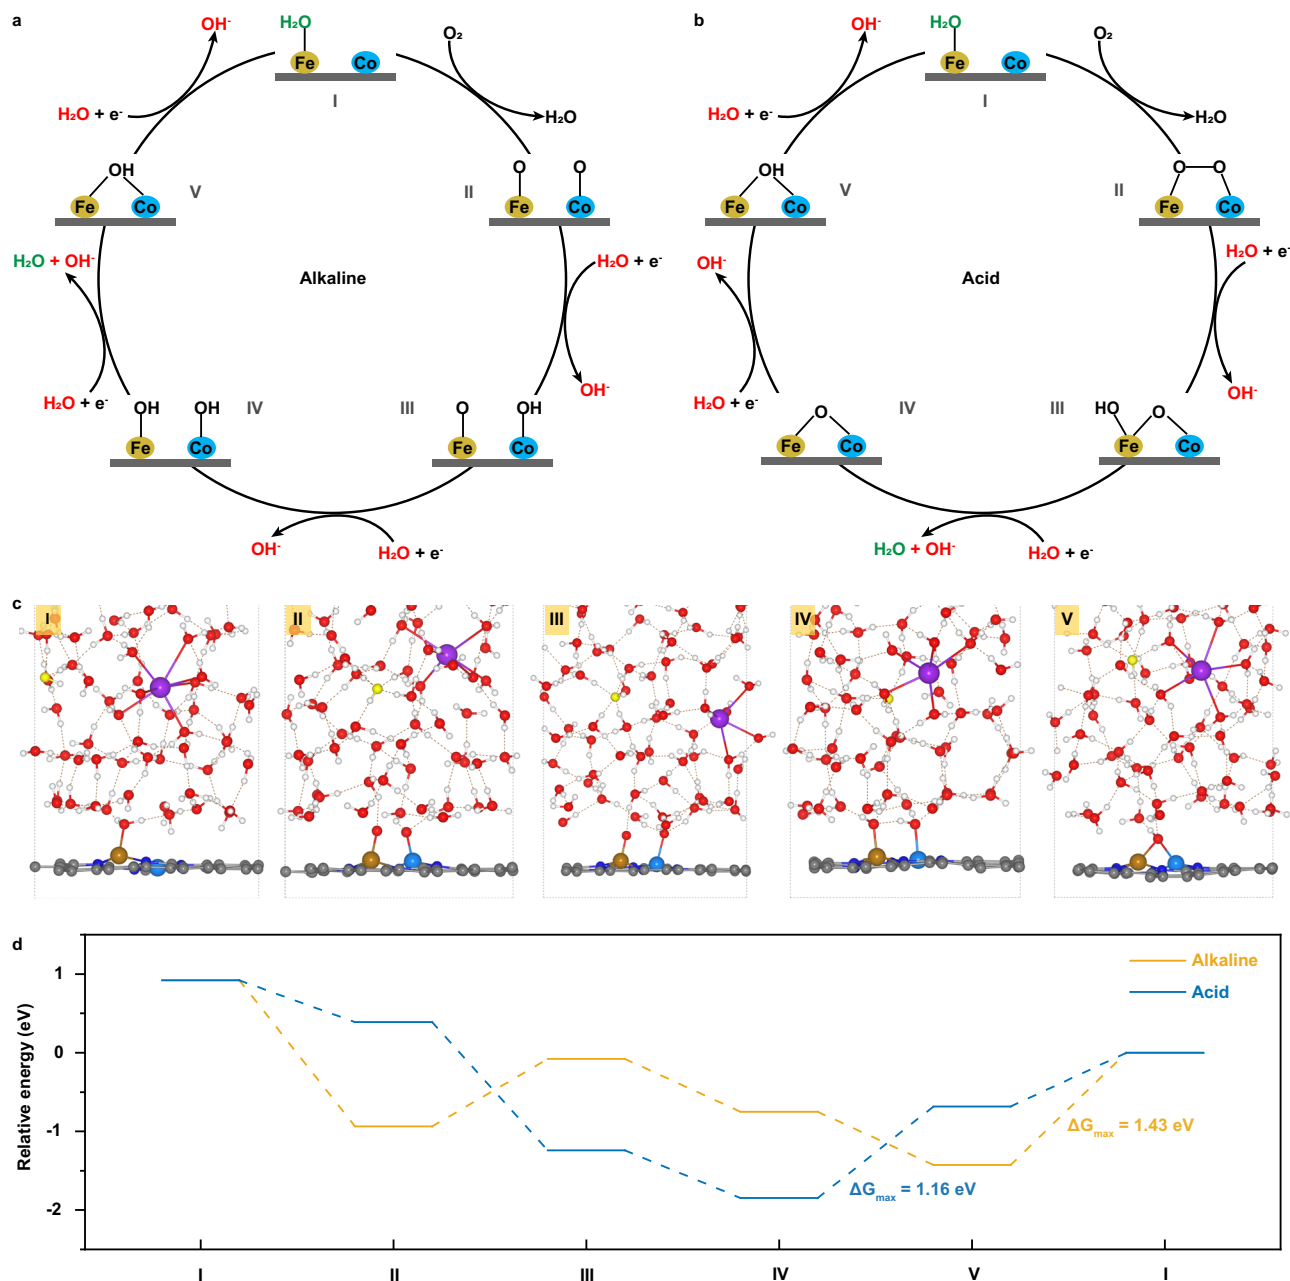 a
OH⁻
H₂O
O₂
Fe
Co
I
H₂O + e⁻
H₂O
OH
V
Fe
Co
O
O
II
Fe
Co
H₂O + OH⁻
Alkaline
H₂O + e⁻
H₂O + e⁻
OH⁻
OH
OH
IV
Fe
Co
III
O
OH
Fe
Co
OH⁻
H₂O + e⁻
b
OH⁻
H₂O
O₂
Fe
Co
I
H₂O + e⁻
H₂O
OH
V
Fe
Co
O
O
II
Fe
Co
OH⁻
Acid
H₂O + e⁻
H₂O + e⁻
OH⁻
O
IV
Fe
Co
III
HO
O
Fe
Co
H₂O + OH⁻
H₂O + e⁻
c
I
II
III
IV
V
d
Relative energy (eV)
1
0
-1
-2
Alkaline
Acid
ΔGmax = 1.43 eV
ΔGmax = 1.16 eV
I
II
III
IV
V
I